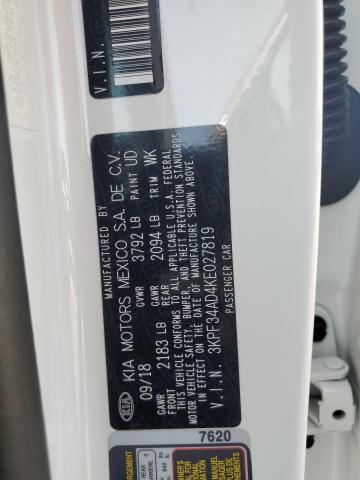 V.I.N.
MANUFACTURED BY
KIA KIA MOTORS MEXICO S.A. DE C.V.
09/18 GVWR 3792 LB PAINT UD
GAWR FRONT 2183 LB GAWR REAR 2094 LB TRIM WK
THIS VEHICLE CONFORMS TO ALL APPLICABLE U.S.A. FEDERAL
MOTOR VEHICLE SAFETY, BUMPER, AND THEFT PREVENTION STANDARDS
IN EFFECT ON THE DATE OF MANUFACTURE SHOWN ABOVE.
V.I.N. 3KPF34AD4KE027819
PASSENGER CAR
7620
REAR 3